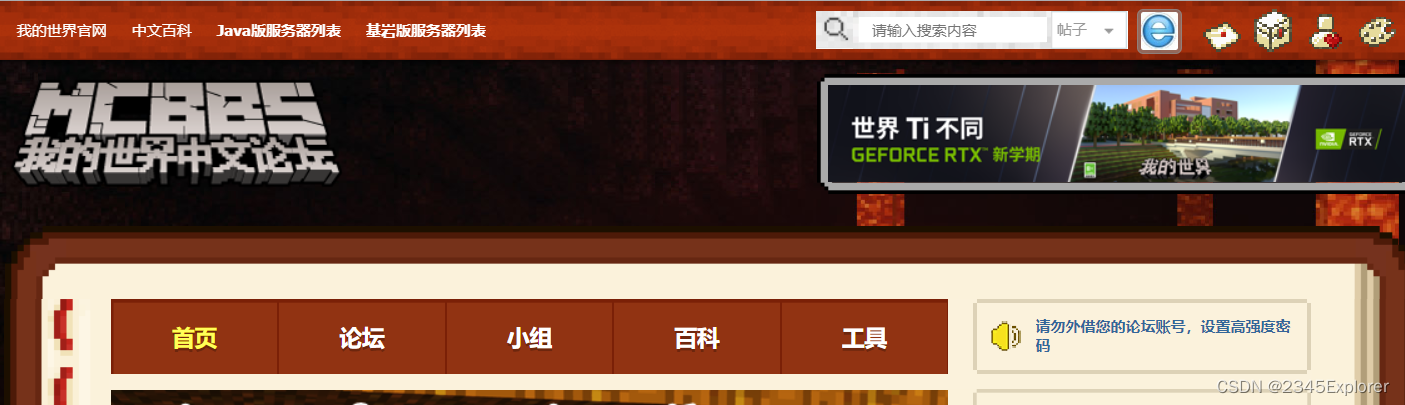 我的世界官网 中文百科 Java版服务器列表 基岩版服务器列表 请输入搜索内容 帖子
MCBBS
我的世界中文论坛
世界 Ti 不同
GEFORCE RTX™ 新学期
我的世界
NVIDIA
GEFORCE
RTX
首页 论坛 小组 百科 工具
请勿外借您的论坛账号，设置高强度密
码
CSDN @2345Explorer